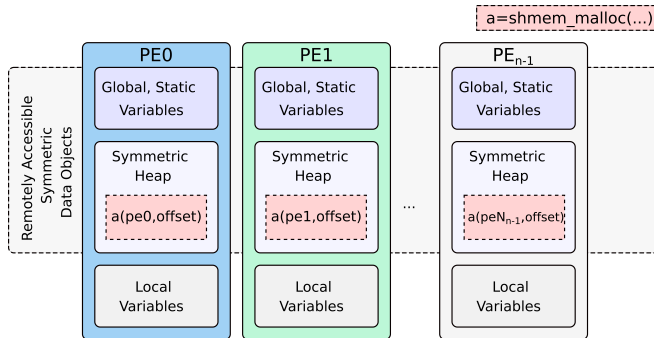 a=shmem_malloc(...)
PE0
PE1
PEn-1
Remotely Accessible
Symmetric
Data Objects
Global, Static
Variables
Global, Static
Variables
Global, Static
Variables
Symmetric
Heap
Symmetric
Heap
Symmetric
Heap
a(pe0,offset)
a(pe1,offset)
...
a(peNn-1,offset)
Local
Variables
Local
Variables
Local
Variables